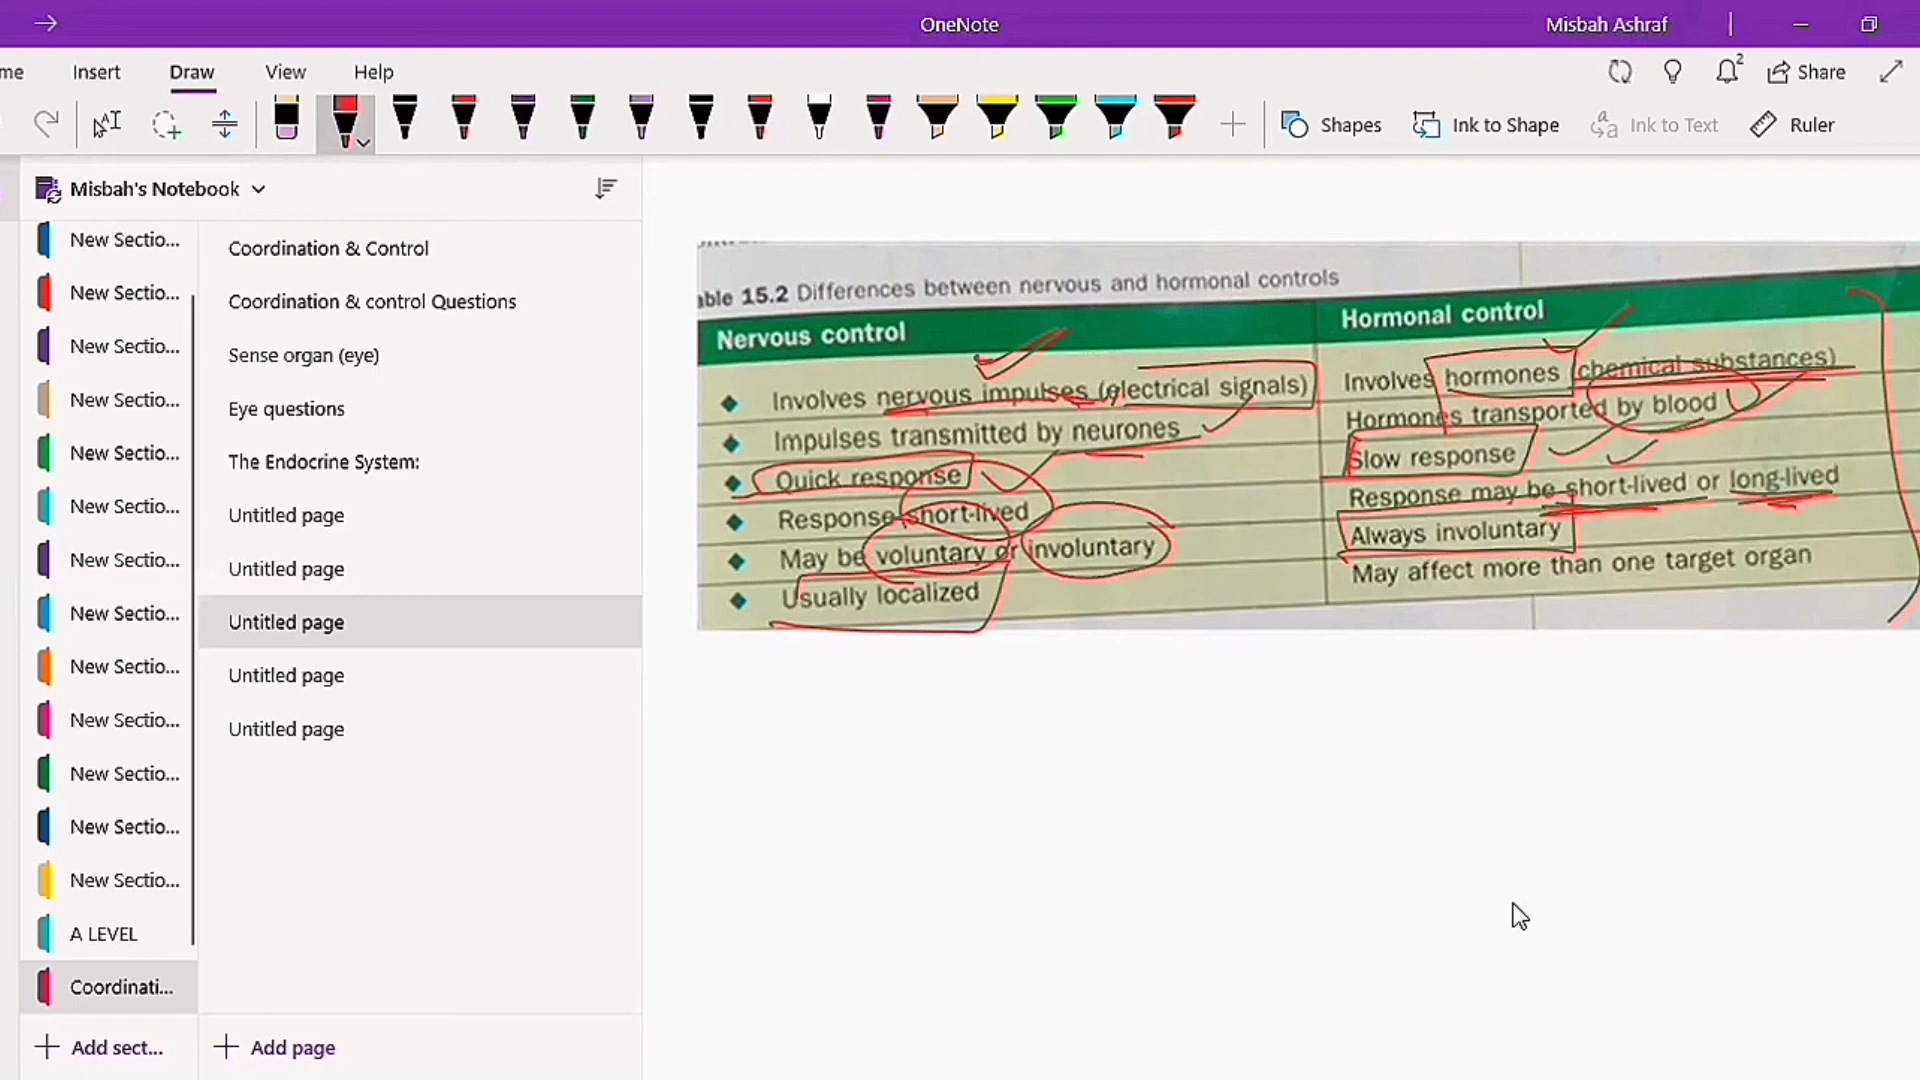 OneNote
Misbah Ashraf
me Insert Draw View Help
2 Share
Shapes Ink to Shape Ink to Text Ruler
Misbah's Notebook
New Sectio...
New Sectio...
New Sectio...
New Sectio...
New Sectio...
New Sectio...
New Sectio...
New Sectio...
New Sectio...
New Sectio...
New Sectio...
New Sectio...
New Sectio...
A LEVEL
Coordinati...
Add sect...
Coordination & Control
Coordination & control Questions
Sense organ (eye)
Eye questions
The Endocrine System:
Untitled page
Untitled page
Untitled page
Untitled page
Untitled page
Add page
able 15.2 Differences between nervous and hormonal controls
Nervous control
Involves nervous impulses (electrical signals)
Impulses transmitted by neurones
Quick response
Response short-lived
May be voluntary or involuntary
Usually localized
Hormonal control
Involves hormones (chemical substances)
Hormones transported by blood
Slow response
Response may be short-lived or long-lived
Always involuntary
May affect more than one target organ